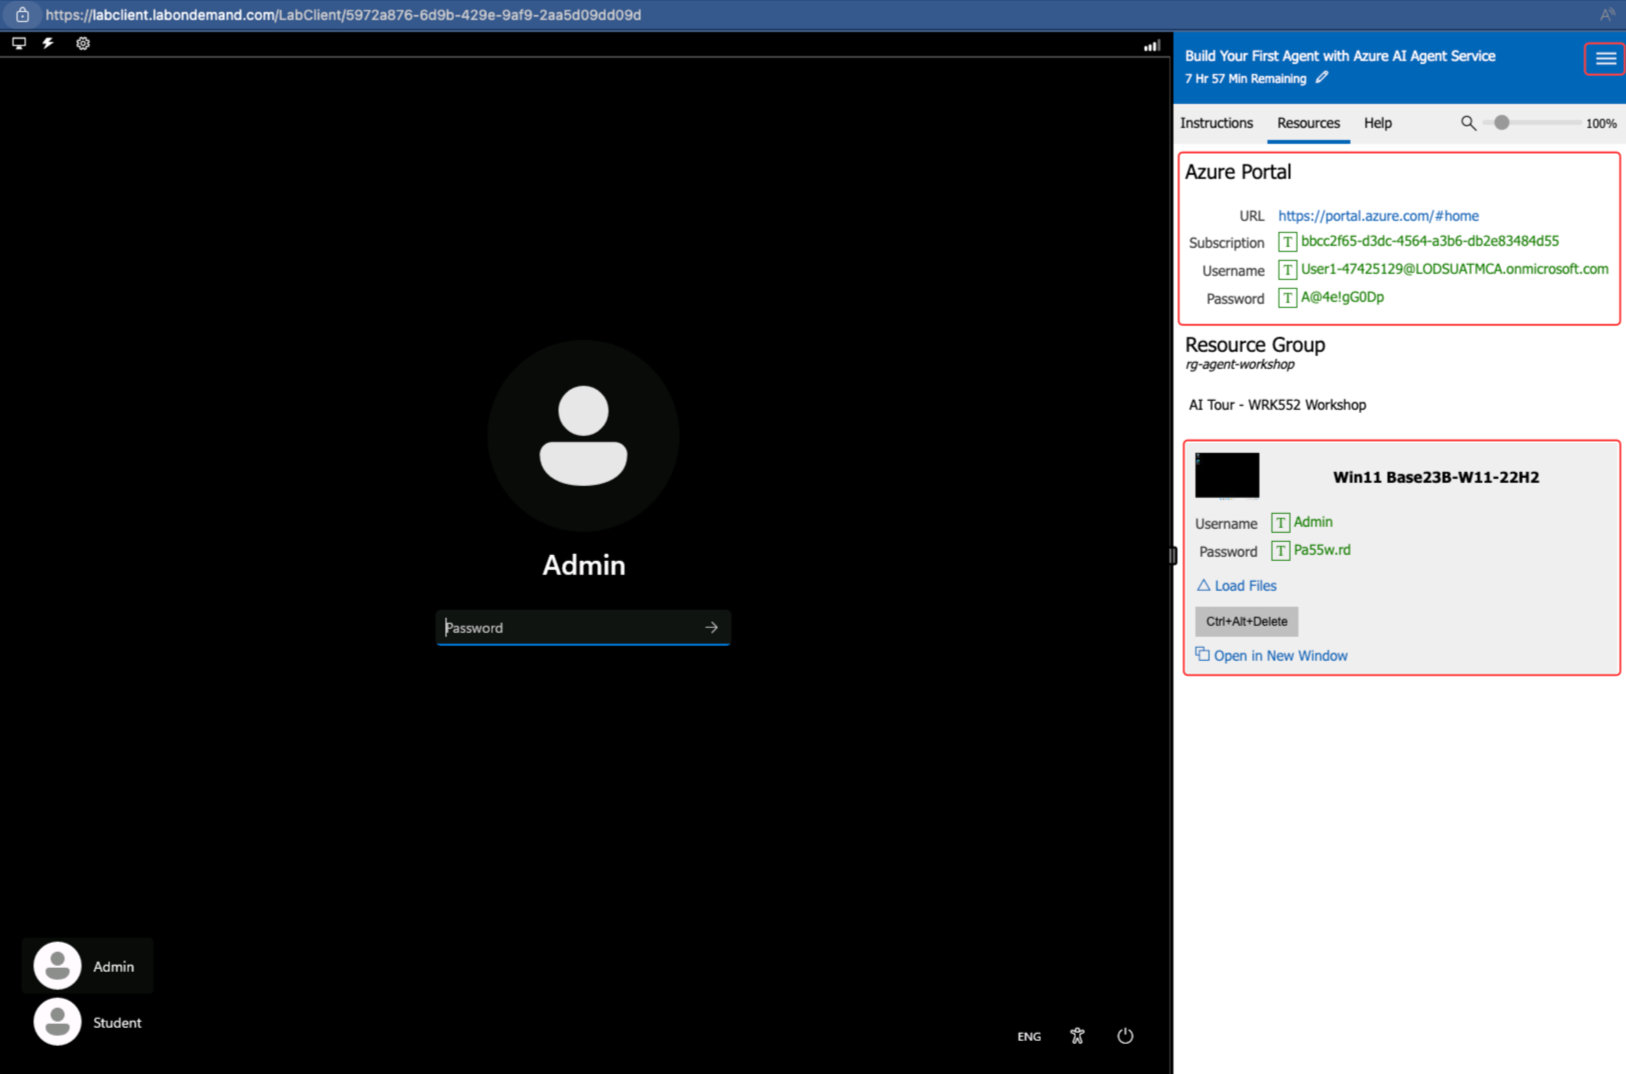 https://labclient.labondemand.com/LabClient/5972a876-6d9b-429e-9af9-2aa5d09dd09d
Build Your First Agent with Azure AI Agent Service
7 Hr 57 Min Remaining
Instructions Resources Help 100%
Azure Portal
URL https://portal.azure.com/#home
Subscription T bbcc2f65-d3dc-4564-a3b6-db2e83484d55
Username T User1-47425129@LODSUATMCA.onmicrosoft.com
Password T A@4e!gG0Dp
Resource Group
rg-agent-workshop
AI Tour - WRK552 Workshop
Win11 Base23B-W11-22H2
Username T Admin
Password T Pa55w.rd
Load Files
Ctrl+Alt+Delete
Open in New Window
Admin
Password
Admin
Student
ENG